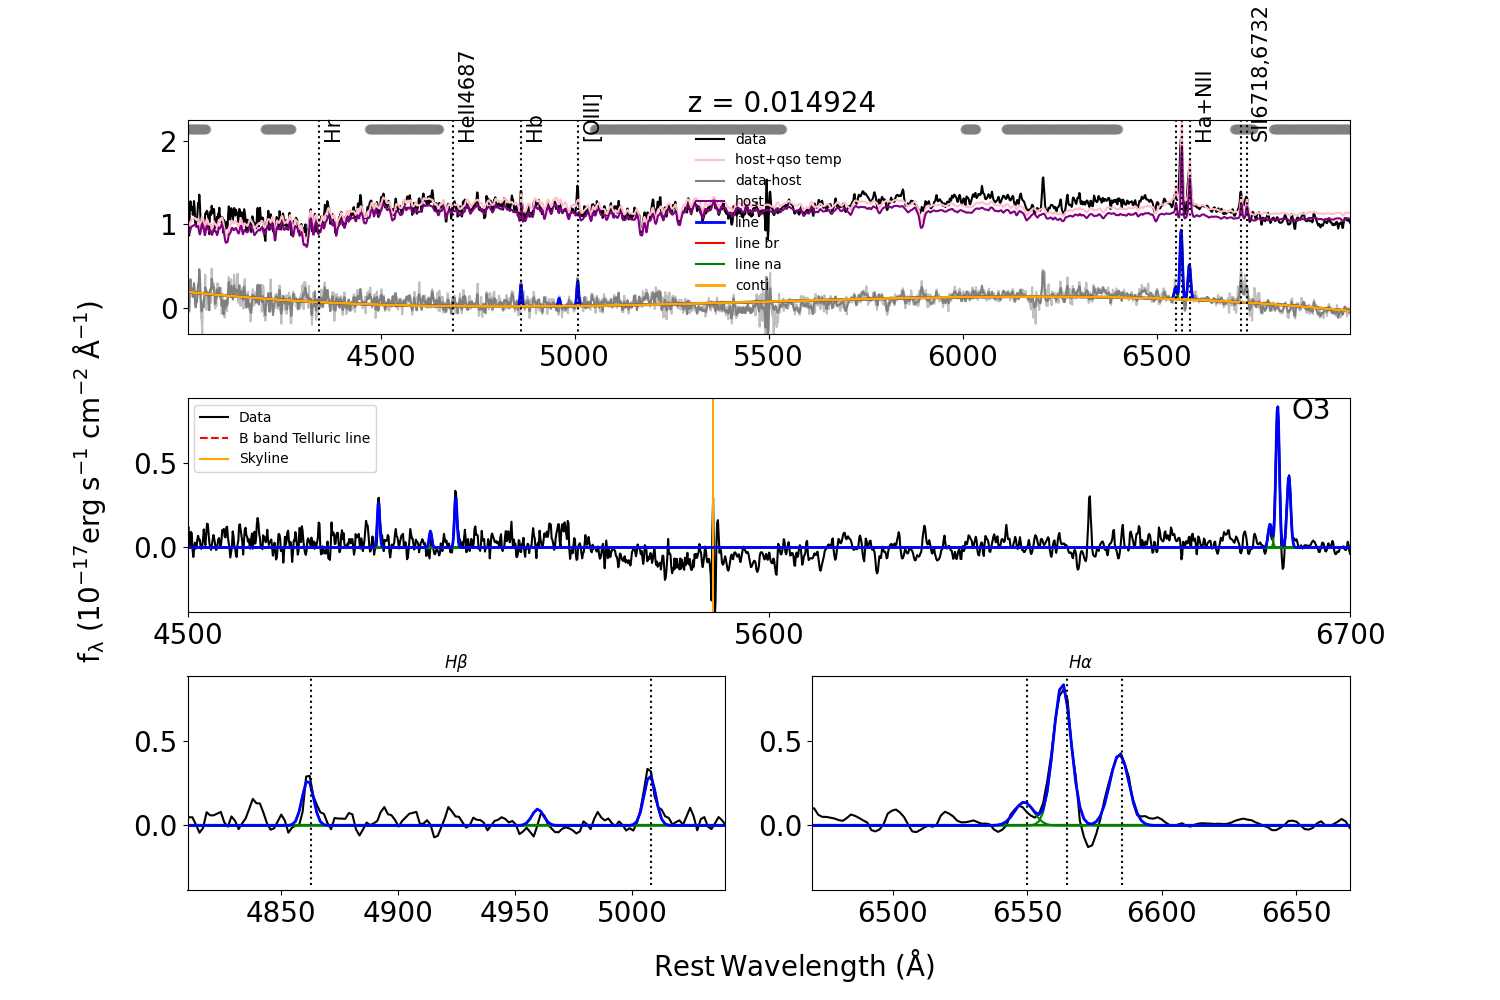 z = 0.014924
Hr
HeII4687
Hb
[OIII]
Ha+NII
SII6718,6732
data
host+qso temp
data-host
host
line
line br
line na
conti
2
1
0
4500
5000
5500
6000
6500
fλ (10−17erg s−1 cm−2 Å−1)
Data
B band Telluric line
Skyline
O3
0.5
0.0
4500
5600
6700
Hβ
0.5
0.0
4850
4900
4950
5000
Hα
0.5
0.0
6500
6550
6600
6650
Rest Wavelength (Å)